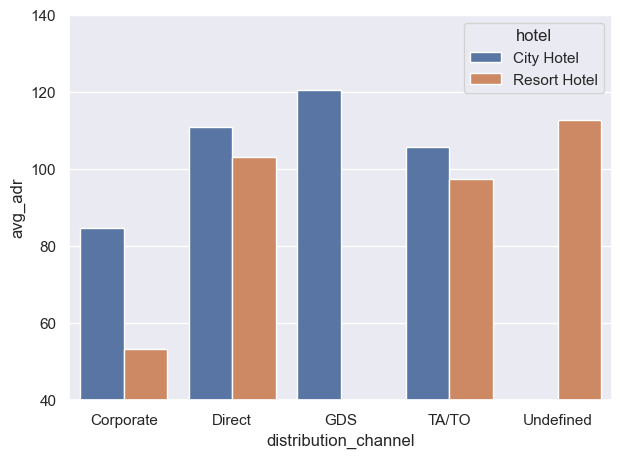 140
120
100
80
60
40
avg_adr
hotel
City Hotel
Resort Hotel
Corporate Direct GDS TA/TO Undefined
distribution_channel